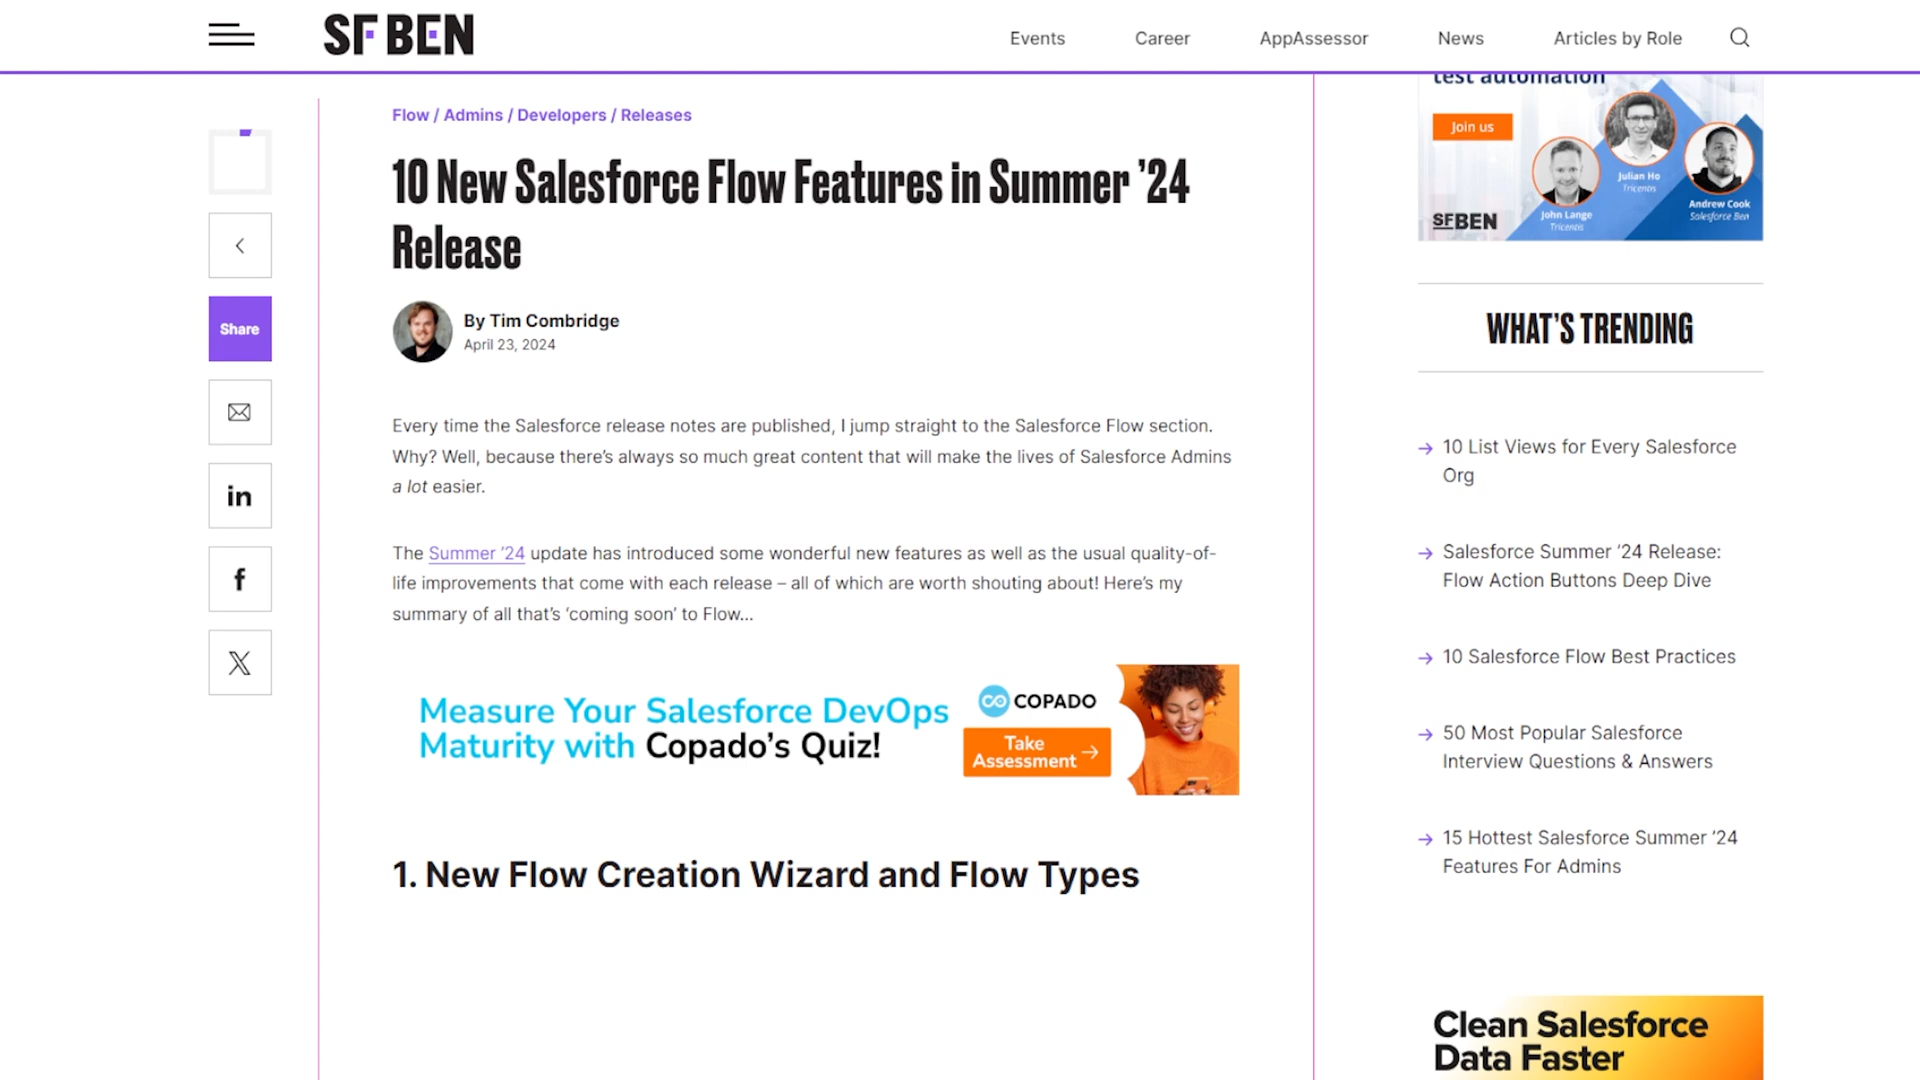 SF BEN
Events
Career
AppAssessor
News
Articles by Role
Flow / Admins / Developers / Releases
10 New Salesforce Flow Features in Summer ’24
Release
By Tim Combridge
April 23, 2024
Share
in
f
X
Every time the Salesforce release notes are published, I jump straight to the Salesforce Flow section.
Why? Well, because there’s always so much great content that will make the lives of Salesforce Admins
a lot easier.
The Summer ’24 update has introduced some wonderful new features as well as the usual quality-of-
life improvements that come with each release – all of which are worth shouting about! Here’s my
summary of all that’s ‘coming soon’ to Flow…
Measure Your Salesforce DevOps
Maturity with Copado’s Quiz!
COPADO
Take
Assessment
1. New Flow Creation Wizard and Flow Types
test automation
Join us
Julian Ho
Tricentis
John Lange
Tricentis
Andrew Cook
Salesforce Ben
SFBEN
WHAT’S TRENDING
10 List Views for Every Salesforce
Org
Salesforce Summer ’24 Release:
Flow Action Buttons Deep Dive
10 Salesforce Flow Best Practices
50 Most Popular Salesforce
Interview Questions & Answers
15 Hottest Salesforce Summer ’24
Features For Admins
Clean Salesforce
Data Faster